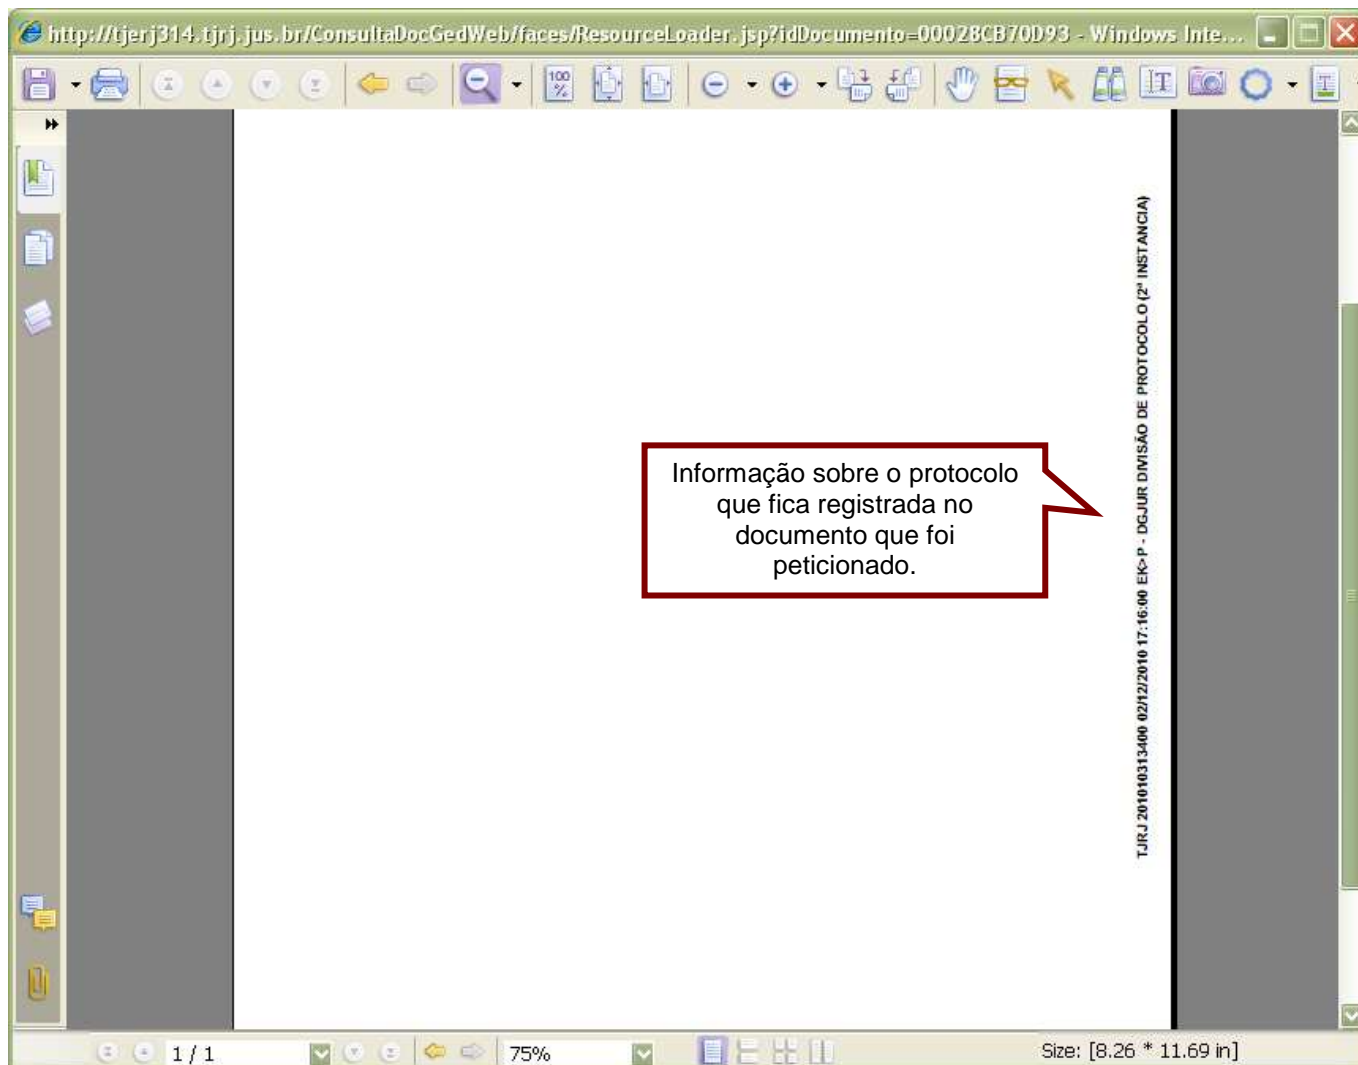 http://tjerj314.tjrj.jus.br/ConsultaDocGedWeb/faces/ResourceLoader.jsp?idDocumento=00028CB70D93 - Windows Inte...
100
%
TJRJ 201010313400 02/12/2010 17:16:00 EK>P - DGJUR DIVISÃO DE PROTOCOLO (2ª INSTANCIA)
Informação sobre o protocolo
que fica registrada no
documento que foi
peticionado.
1 / 1
75%
Size: [8.26 * 11.69 in]